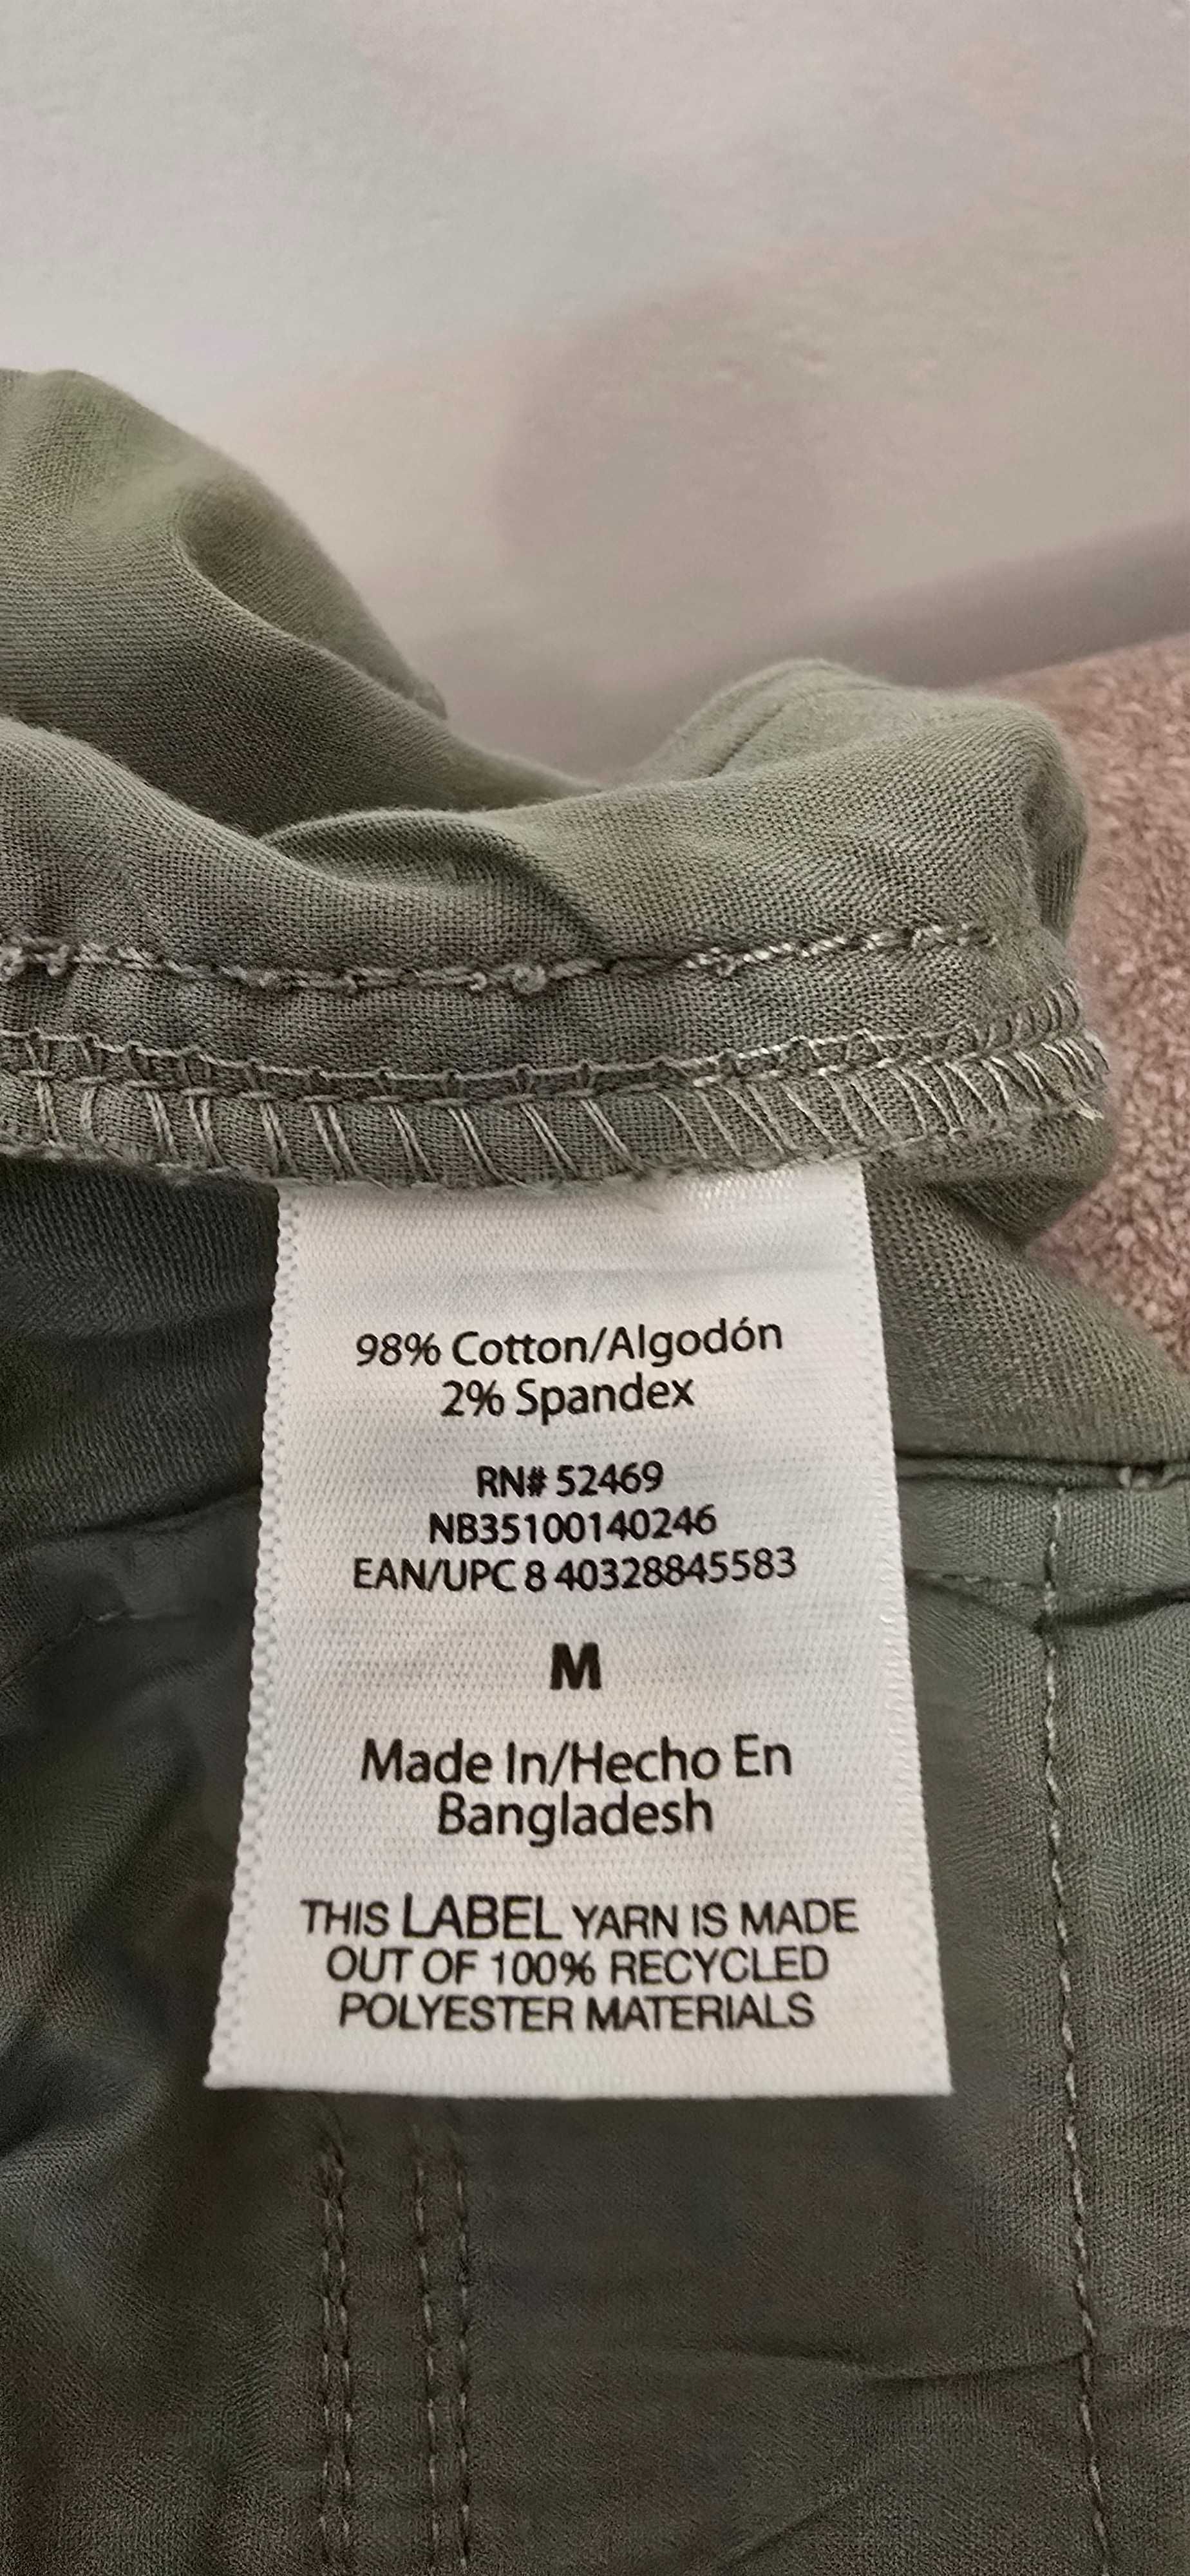 98% Cotton/Algodón
2% Spandex
RN# 52469
NB35100140246
EAN/UPC 8 40328845583
M
Made In/Hecho En
Bangladesh
THIS LABEL YARN IS MADE
OUT OF 100% RECYCLED
POLYESTER MATERIALS